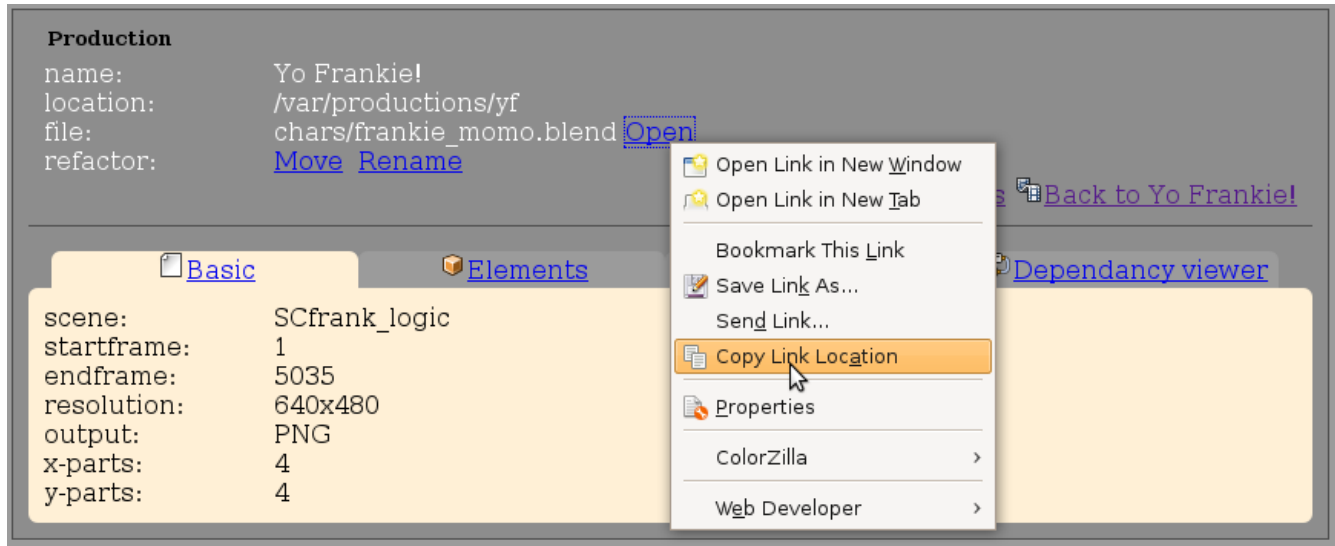 Production
name: Yo Frankie!
location: /var/productions/yf
file: chars/frankie_momo.blend Open
refactor: Move Rename
s Back to Yo Frankie!
Basic Elements Dependancy viewer
scene: SCfrank_logic
startframe: 1
endframe: 5035
resolution: 640x480
output: PNG
x-parts: 4
y-parts: 4
Open Link in New Window
Open Link in New Tab
Bookmark This Link
Save Link As...
Send Link...
Copy Link Location
Properties
ColorZilla
Web Developer